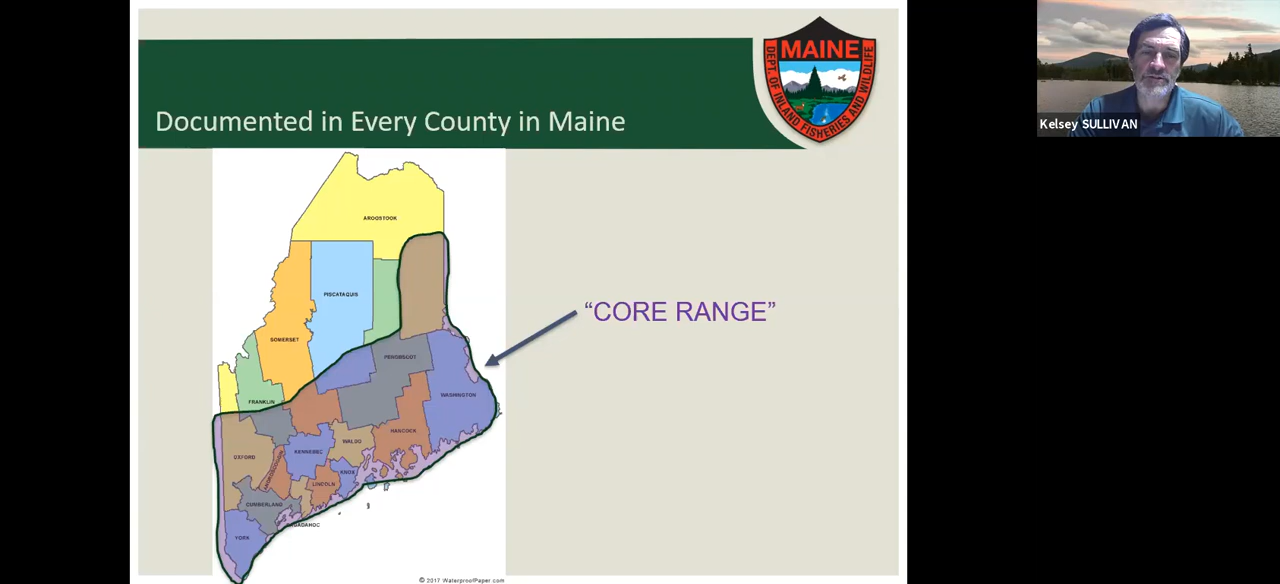 MAINE
DEPT. OF INLAND FISHERIES AND WILDLIFE
Kelsey SULLIVAN
Documented in Every County in Maine
AROOSTOOK
PISCATAQUIS
"CORE RANGE"
SOMERSET
PENOBSCOT
WASHINGTON
FRANKLIN
HANCOCK
WALDO
KENNEBEC
OXFORD
ANDROSCOGGIN
KNOX
LINCOLN
CUMBERLAND
SAGADAHOC
YORK
© 2017 WaterproofPaper.com